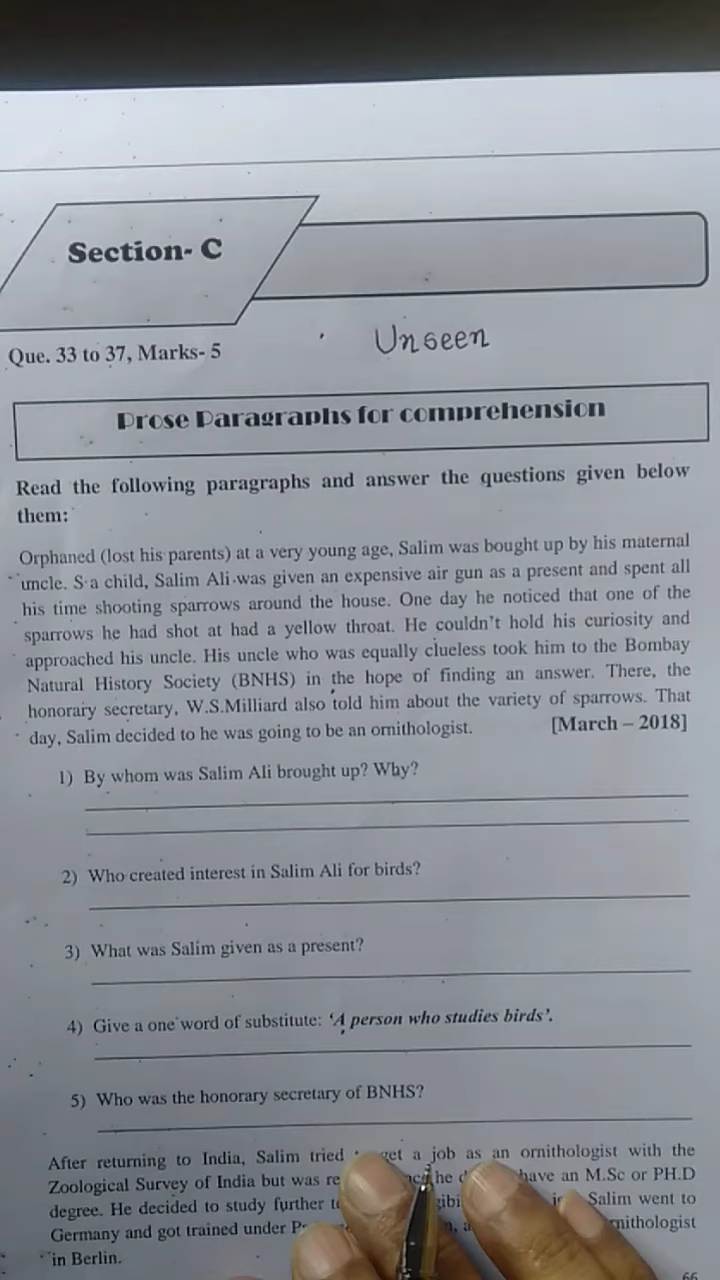 Section- C
Que. 33 to 37, Marks- 5
Unseen
Prose Paragraphs for comprehension
Read the following paragraphs and answer the questions given below
them:
Orphaned (lost his parents) at a very young age, Salim was bought up by his maternal
uncle. S a child, Salim Ali was given an expensive air gun as a present and spent all
his time shooting sparrows around the house. One day he noticed that one of the
sparrows he had shot at had a yellow throat. He couldn't hold his curiosity and
approached his uncle. His uncle who was equally clueless took him to the Bombay
Natural History Society (BNHS) in the hope of finding an answer. There, the
honorary secretary, W.S.Milliard also told him about the variety of sparrows. That
day, Salim decided to he was going to be an ornithologist. [March – 2018]
1) By whom was Salim Ali brought up? Why?
2) Who created interest in Salim Ali for birds?
3) What was Salim given as a present?
4) Give a one word of substitute: 'A person who studies birds'.
5) Who was the honorary secretary of BNHS?
After returning to India, Salim tried get a job as an ornithologist with the
Zoological Survey of India but was he have an M.Sc or PH.D
degree. He decided to study further Salim went to
Germany and got trained under
in Berlin.
66